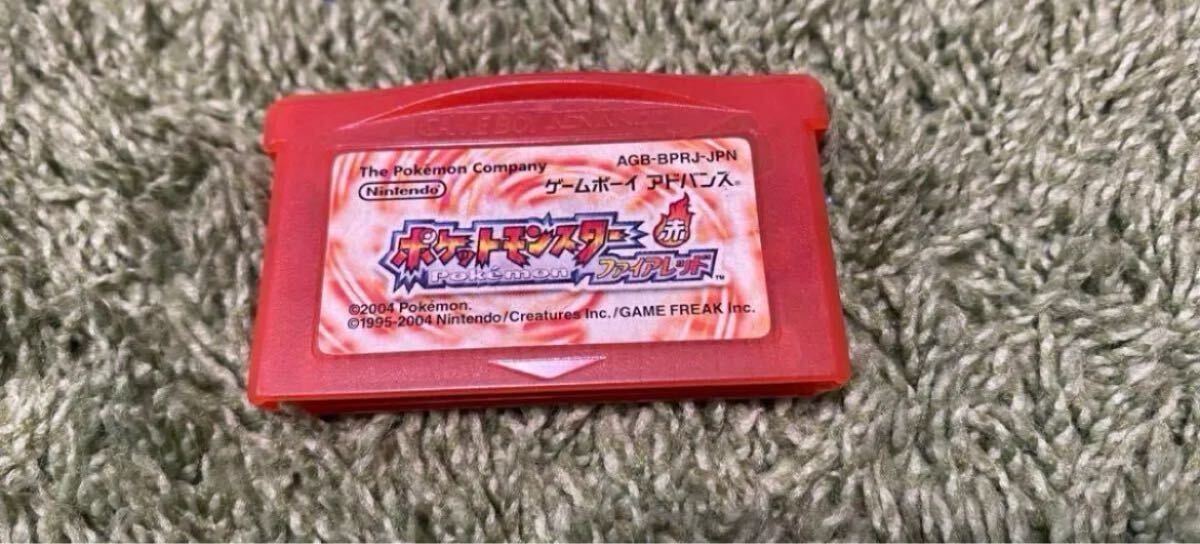 GAME BOY ADVANCE
The Pokémon Company
AGB-BPRJ-JPN
Nintendo
ゲームボーイ アドバンス®
ポケットモンスター
赤
Pokémon
ファイアレッド™
©2004 Pokémon.
©1995-2004 Nintendo/Creatures Inc./GAME FREAK Inc.